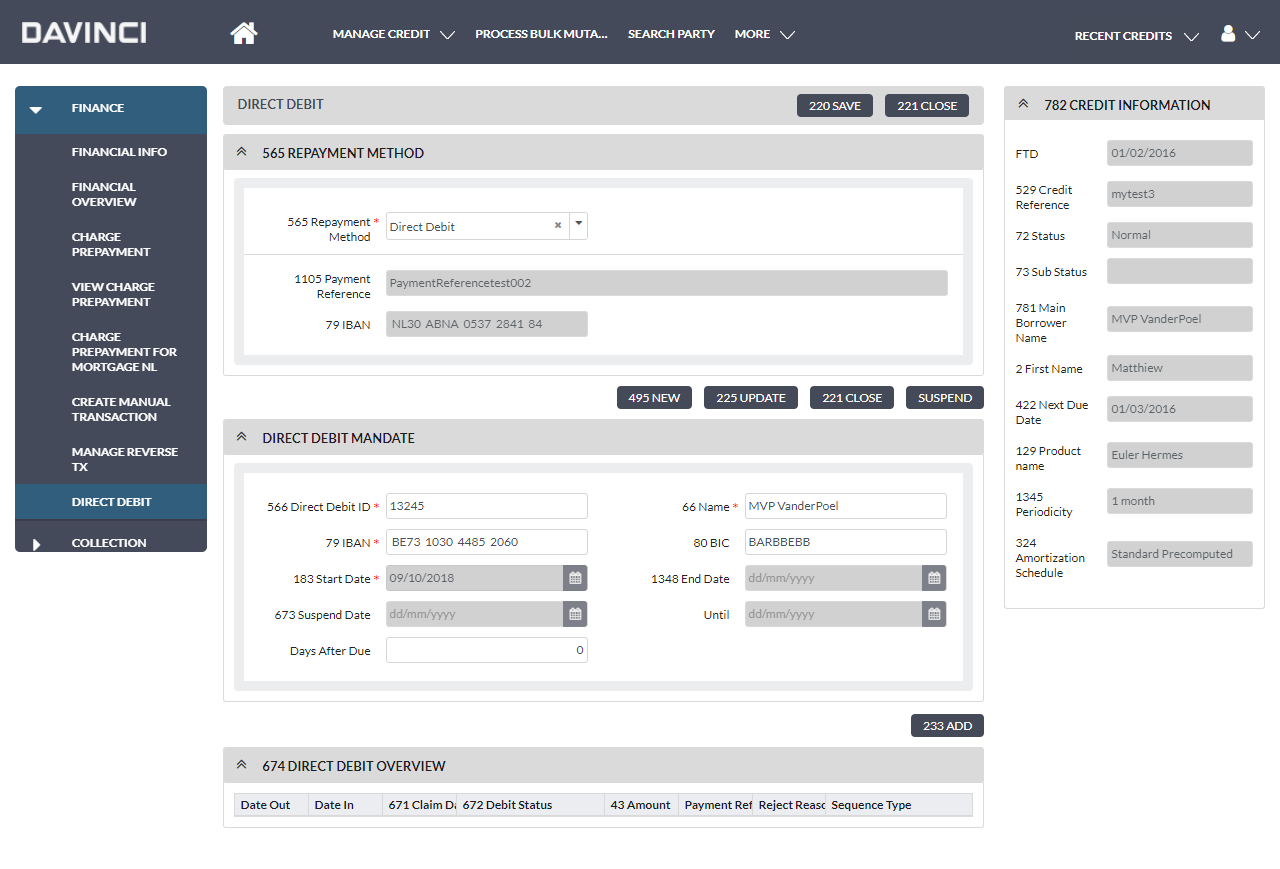 DAVINCI
MANAGE CREDIT
PROCESS BULK MUTA...
SEARCH PARTY
MORE
RECENT CREDITS
FINANCE
FINANCIAL INFO
FINANCIAL
OVERVIEW
CHARGE
PREPAYMENT
VIEW CHARGE
PREPAYMENT
CHARGE
PREPAYMENT FOR
MORTGAGE NL
CREATE MANUAL
TRANSACTION
MANAGE REVERSE
TX
DIRECT DEBIT
COLLECTION
DIRECT DEBIT
220 SAVE
221 CLOSE
565 REPAYMENT METHOD
565 Repayment *
Method
Direct Debit
×
1105 Payment
Reference
PaymentReferencetest002
79 IBAN
NL30 ABNA 0537 2841 84
495 NEW
225 UPDATE
221 CLOSE
SUSPEND
DIRECT DEBIT MANDATE
566 Direct Debit ID *
13245
66 Name *
MVP VanderPoel
79 IBAN *
BE73 1030 4485 2060
80 BIC
BARBBEBB
183 Start Date *
09/10/2018
1348 End Date
dd/mm/yyyy
673 Suspend Date
dd/mm/yyyy
Until
dd/mm/yyyy
Days After Due
0
233 ADD
674 DIRECT DEBIT OVERVIEW
Date Out
Date In
671 Claim Da
672 Debit Status
43 Amount
Payment Ref
Reject Reaso
Sequence Type
782 CREDIT INFORMATION
FTD
01/02/2016
529 Credit
Reference
mytest3
72 Status
Normal
73 Sub Status
781 Main
Borrower
Name
MVP VanderPoel
2 First Name
Matthiew
422 Next Due
Date
01/03/2016
129 Product
name
Euler Hermes
1345
Periodicity
1 month
324
Amortization
Schedule
Standard Precomputed